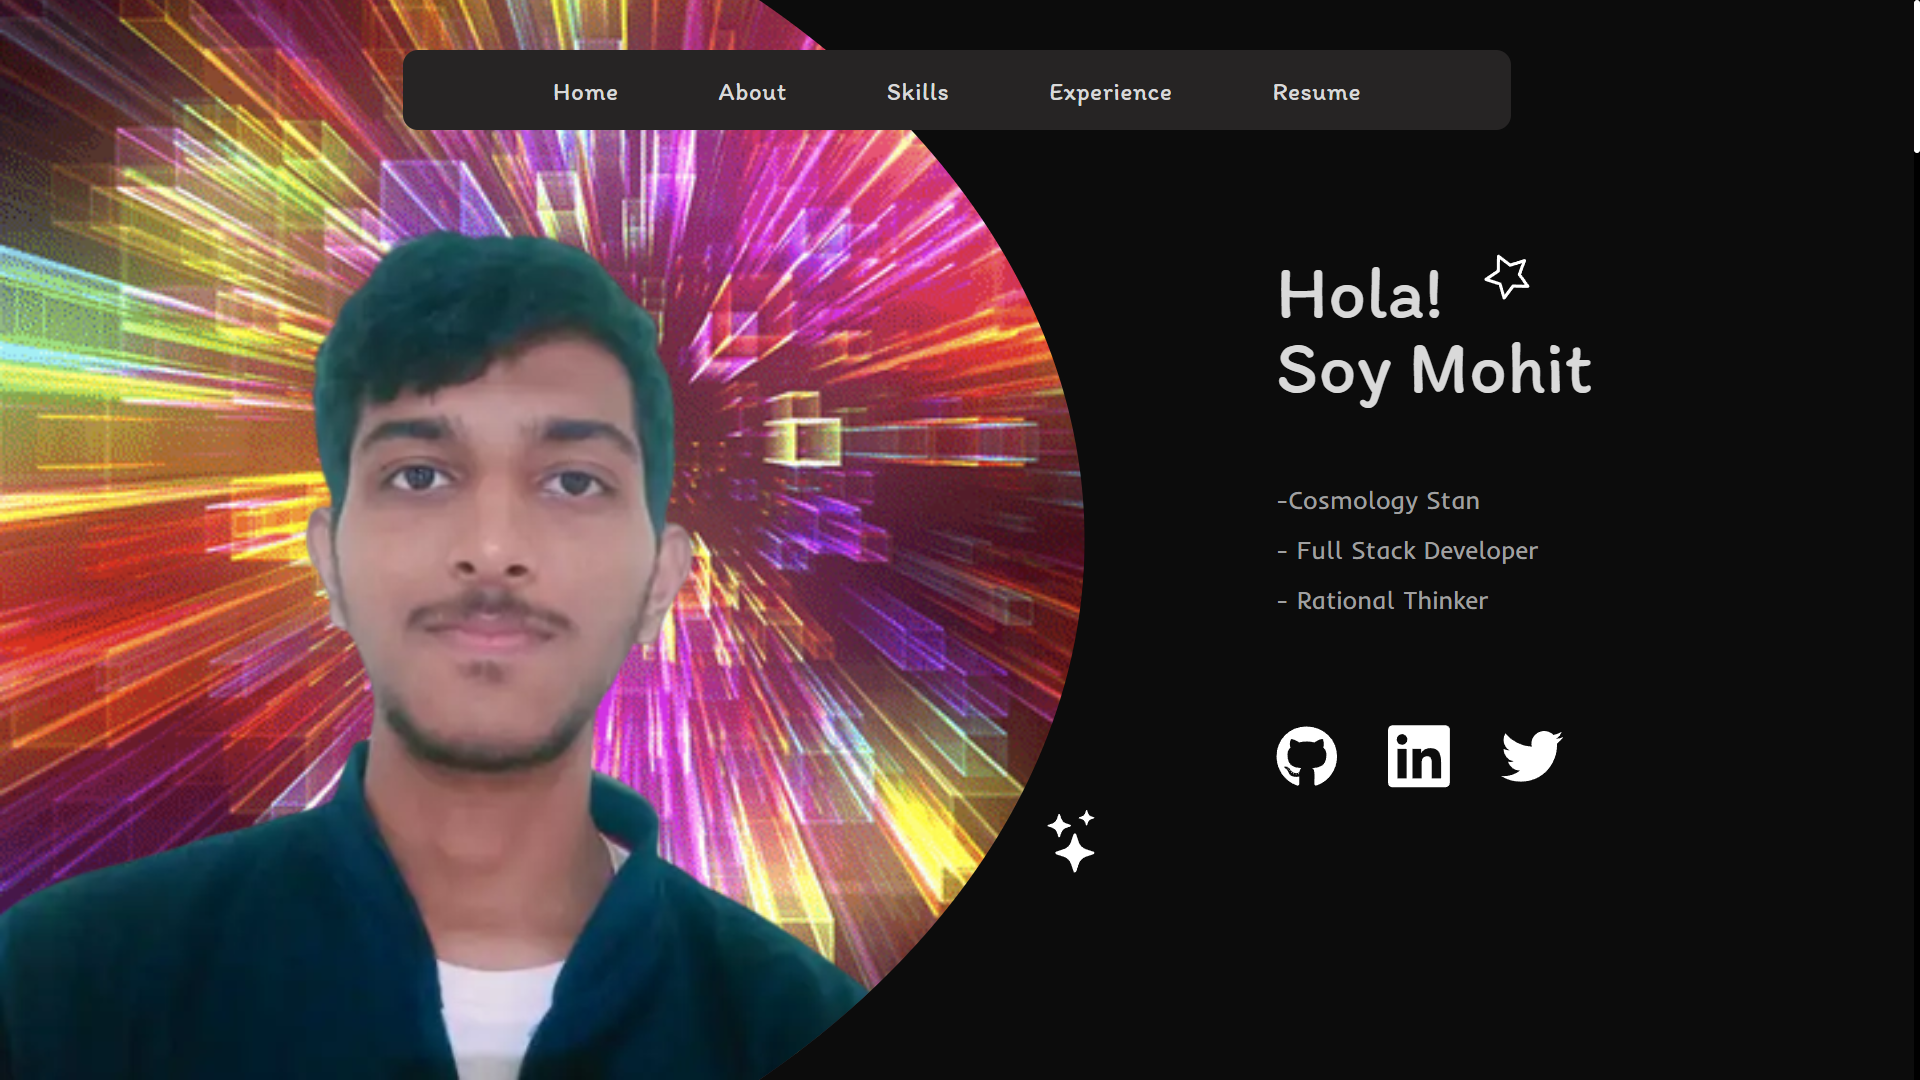 Home About Skills Experience Resume
Hola!
Soy Mohit
-Cosmology Stan
- Full Stack Developer
- Rational Thinker
in